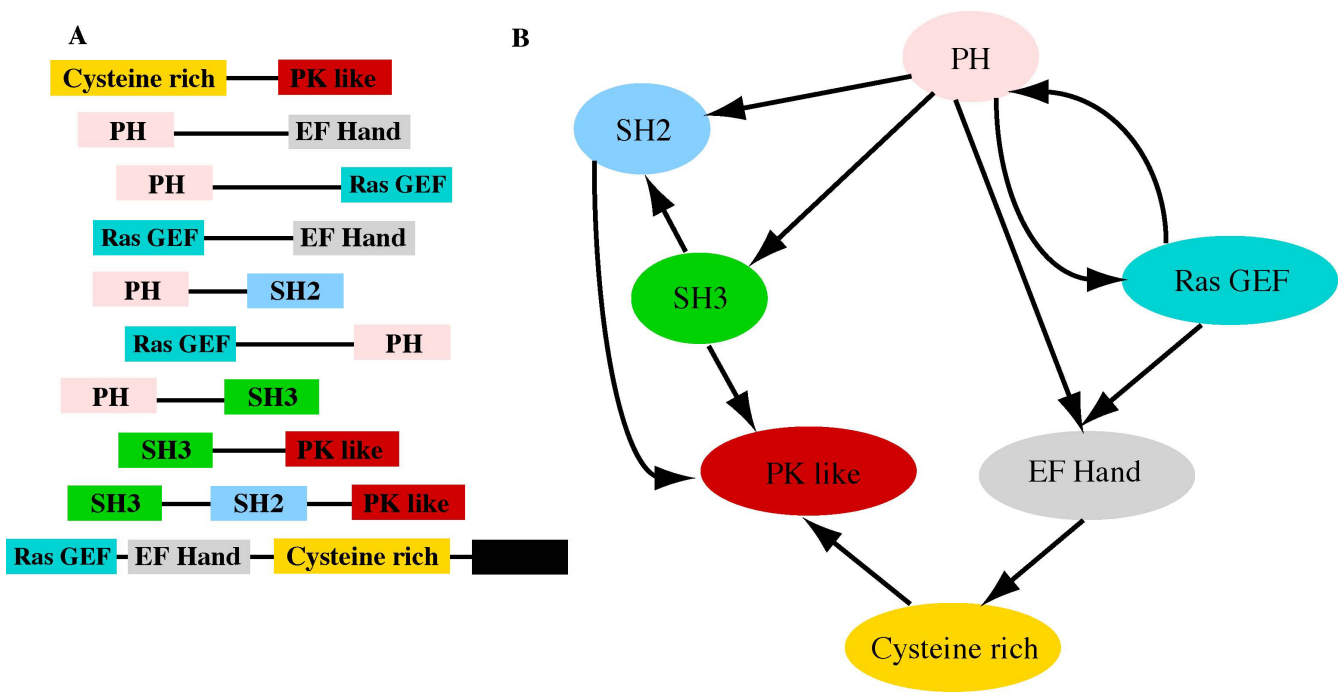 A
Cysteine rich PK like
PH EF Hand
PH Ras GEF
Ras GEF EF Hand
PH SH2
Ras GEF PH
PH SH3
SH3 PK like
SH3 SH2 PK like
Ras GEF EF Hand Cysteine rich
B
PH
SH2
Ras GEF
SH3
PK like
EF Hand
Cysteine rich